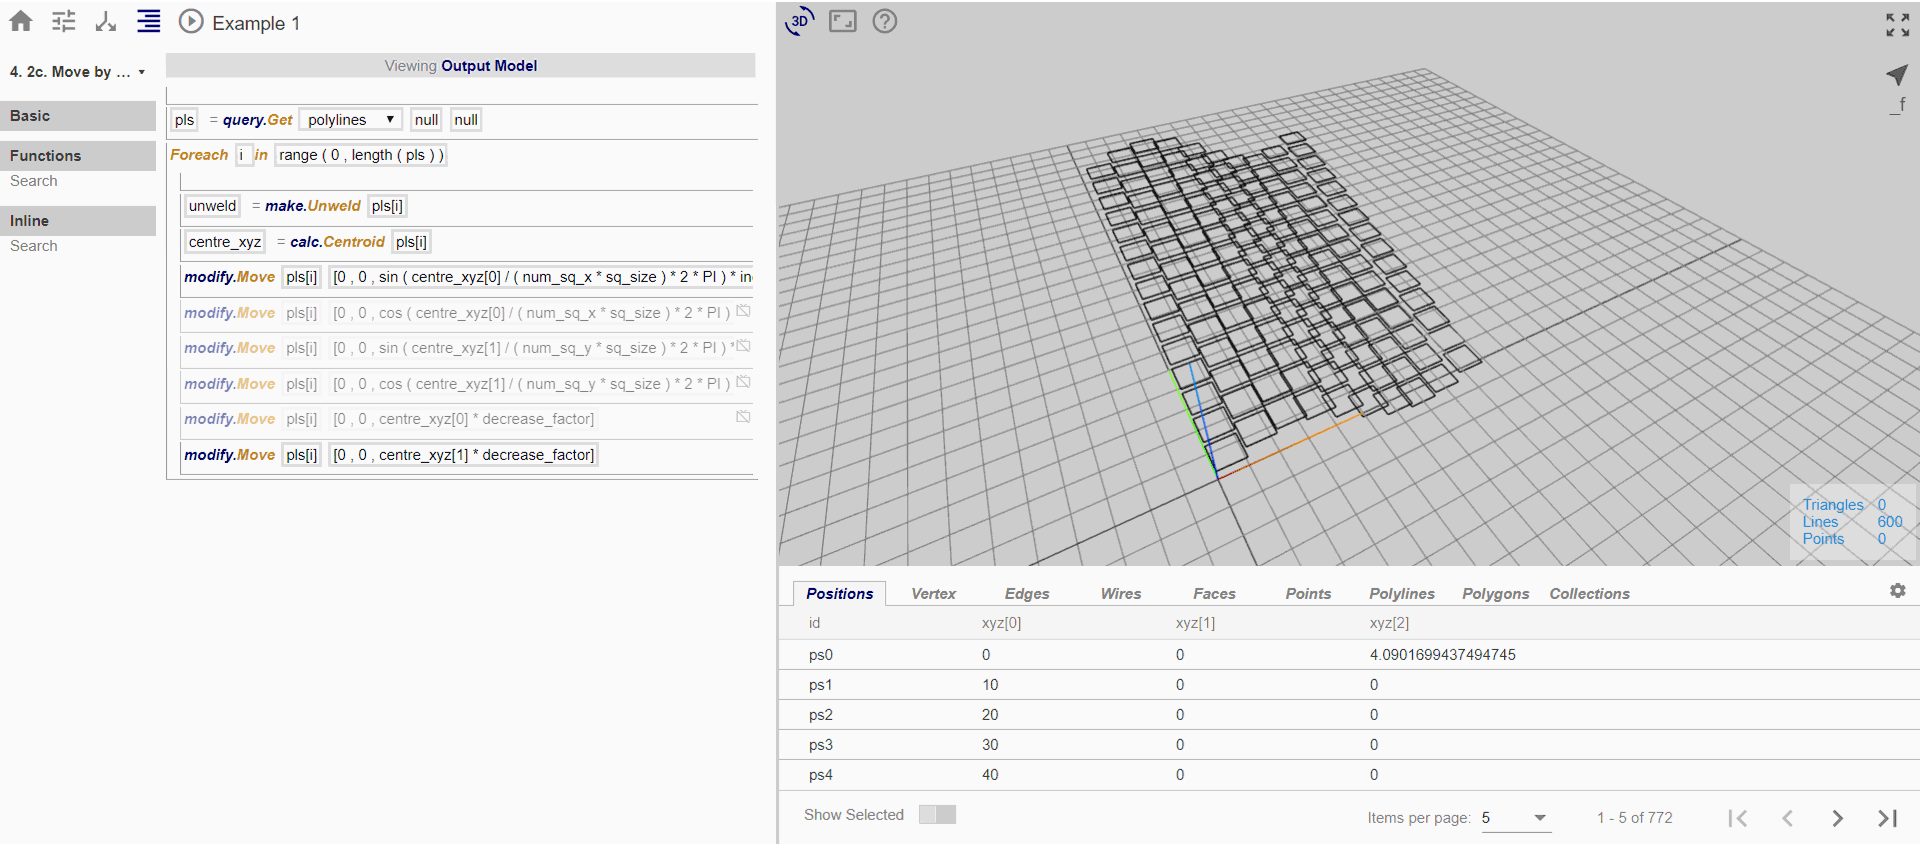 Example 1
4. 2c. Move by ...
Basic
Functions
Search
Inline
Search
Viewing Output Model
pls = query.Get polylines null null
Foreach i in range ( 0 , length ( pls ) )
unweld = make.Unweld pls[i]
centre_xyz = calc.Centroid pls[i]
modify.Move pls[i] [0 , 0 , sin ( centre_xyz[0] / ( num_sq_x * sq_size ) * 2 * PI ) *
modify.Move pls[i] [0 , 0 , cos ( centre_xyz[0] / ( num_sq_x * sq_size ) * 2 * PI )
modify.Move pls[i] [0 , 0 , sin ( centre_xyz[1] / ( num_sq_y * sq_size ) * 2 * PI ) *
modify.Move pls[i] [0 , 0 , cos ( centre_xyz[1] / ( num_sq_y * sq_size ) * 2 * PI )
modify.Move pls[i] [0 , 0 , centre_xyz[0] * decrease_factor]
modify.Move pls[i] [0 , 0 , centre_xyz[1] * decrease_factor]
3D
?
_f
Triangles 0
Lines 600
Points 0
Positions Vertex Edges Wires Faces Points Polylines Polygons Collections
id xyz[0] xyz[1] xyz[2]
ps0 0 0 4.0901699437494745
ps1 10 0 0
ps2 20 0 0
ps3 30 0 0
ps4 40 0 0
Show Selected
Items per page: 5
1 - 5 of 772